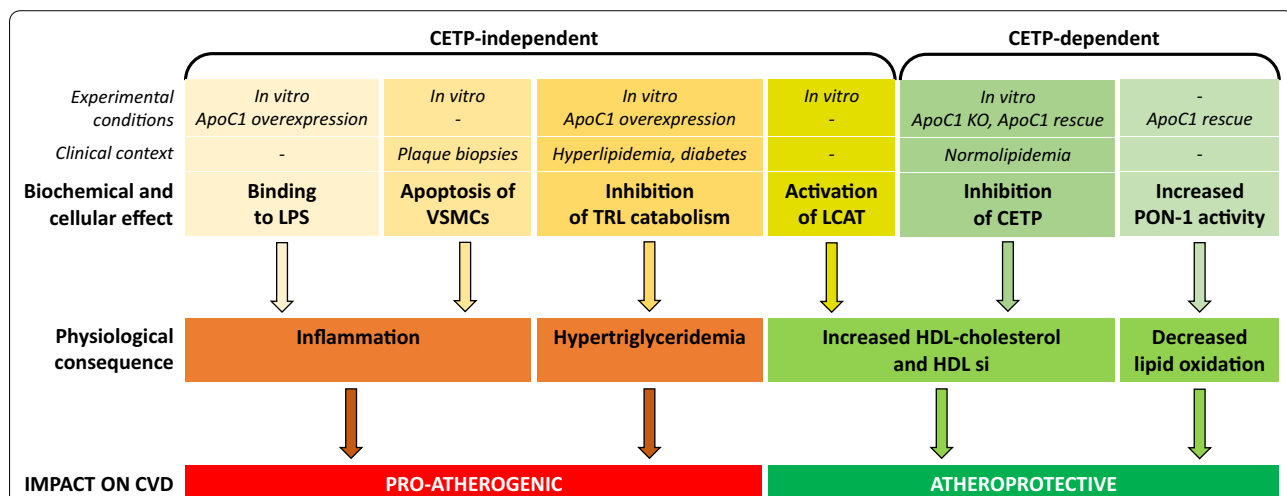 CETP-independent
CETP-dependent
Experimental conditions
In vitro
ApoC1 overexpression
In vitro
-
In vitro
ApoC1 overexpression
In vitro
-
In vitro
ApoC1 KO, ApoC1 rescue
-
ApoC1 rescue
Clinical context
-
Plaque biopsies
Hyperlipidemia, diabetes
-
Normolipidemia
-
Biochemical and
cellular effect
Binding
to LPS
Apoptosis of
VSMCs
Inhibition
of TRL catabolism
Activation
of LCAT
Inhibition
of CETP
Increased
PON-1 activity
Physiological
consequence
Inflammation
Hypertriglyceridemia
Increased HDL-cholesterol
and HDL si
Decreased
lipid oxidation
IMPACT ON CVD
PRO-ATHEROGENIC
ATHEROPROTECTIVE